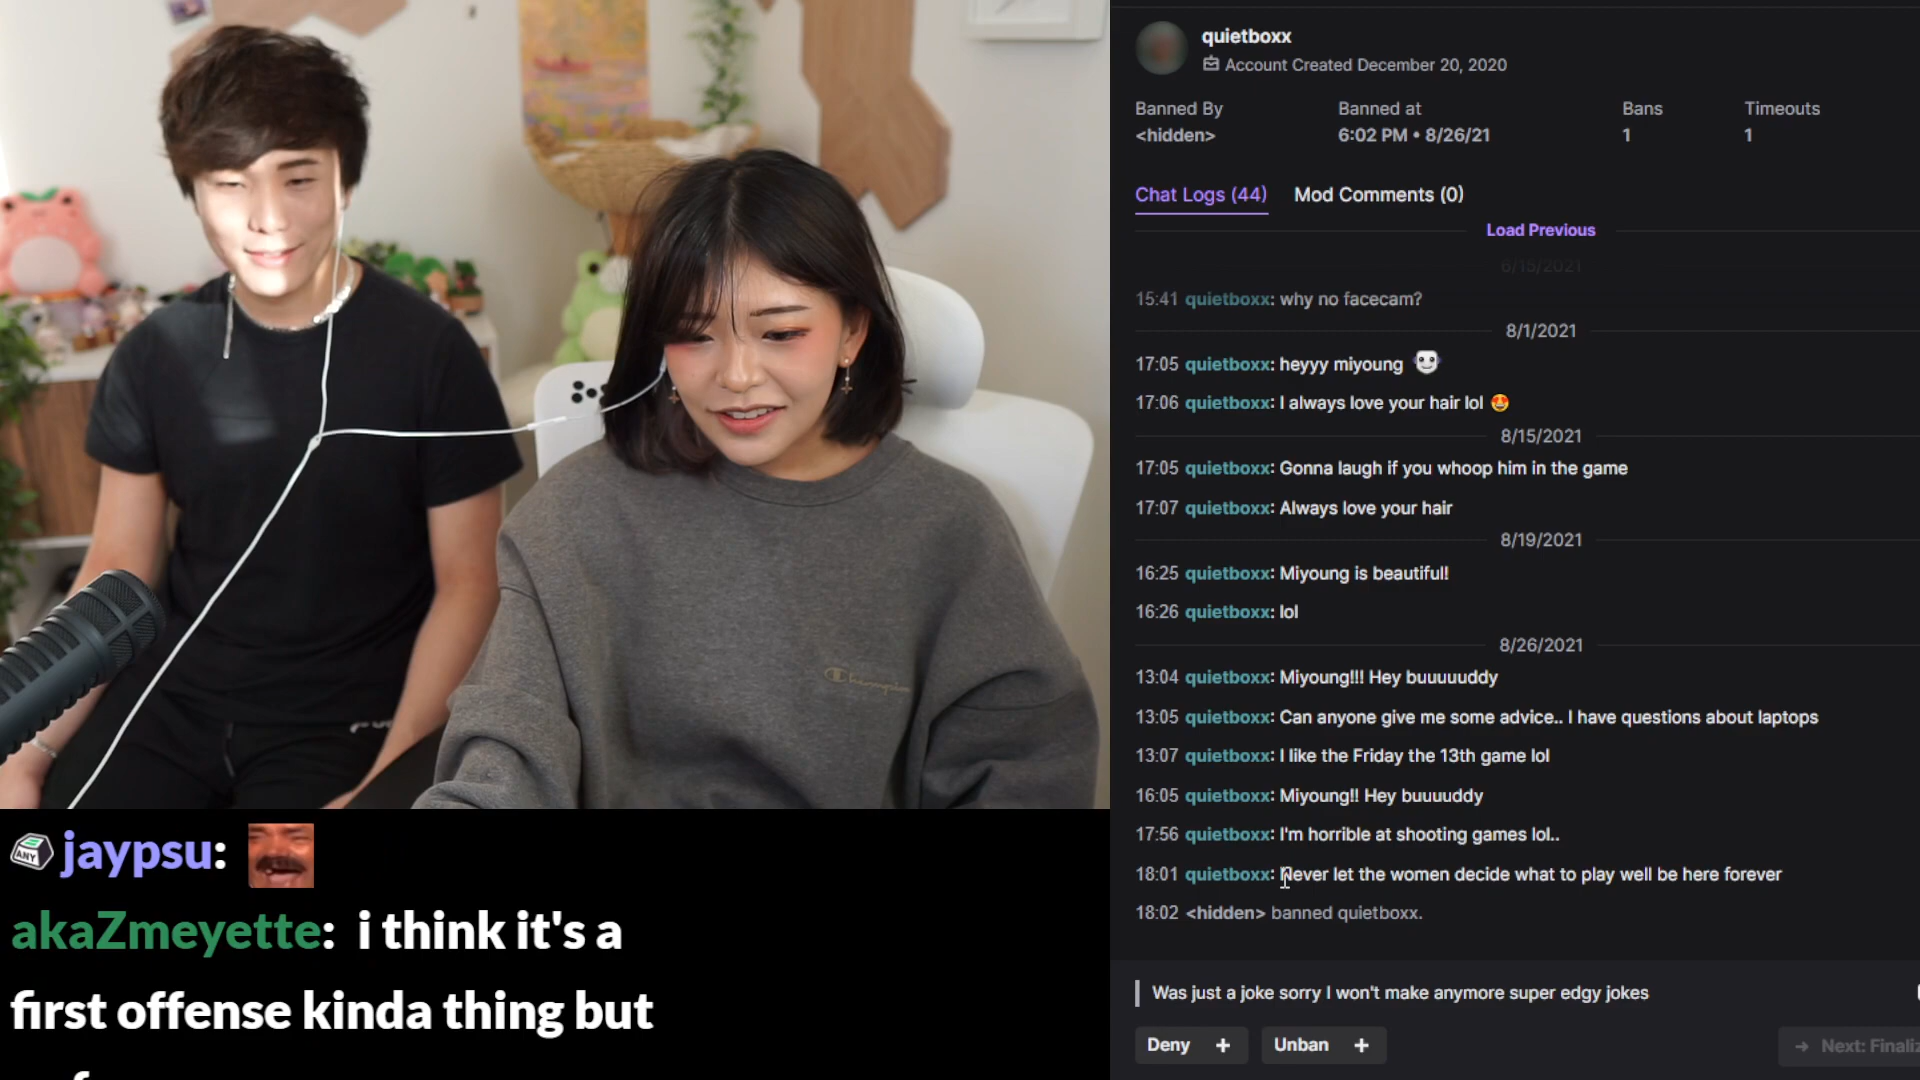 quietboxx
Account Created December 20, 2020
Banned By
Banned at
Bans
Timeouts
<hidden>
6:02 PM • 8/26/21
1
1
Chat Logs (44)
Mod Comments (0)
Load Previous
6/15/2021
15:41 quietboxx: why no facecam?
8/1/2021
17:05 quietboxx: heyyy miyoung
17:06 quietboxx: I always love your hair lol 😍
8/15/2021
17:05 quietboxx: Gonna laugh if you whoop him in the game
17:07 quietboxx: Always love your hair
8/19/2021
16:25 quietboxx: Miyoung is beautiful!
16:26 quietboxx: lol
8/26/2021
13:04 quietboxx: Miyoung!!! Hey buuuuuddy
13:05 quietboxx: Can anyone give me some advice.. I have questions about laptops
13:07 quietboxx: I like the Friday the 13th game lol
16:05 quietboxx: Miyoung!! Hey buuuuddy
17:56 quietboxx: I'm horrible at shooting games lol..
18:01 quietboxx: Never let the women decide what to play well be here forever
18:02 <hidden> banned quietboxx.
Was just a joke sorry I won't make anymore super edgy jokes
Deny +
Unban +
→ Next:
Champion
ANY jaypsu:
akaZmeyette: i think it's a
first offense kinda thing but